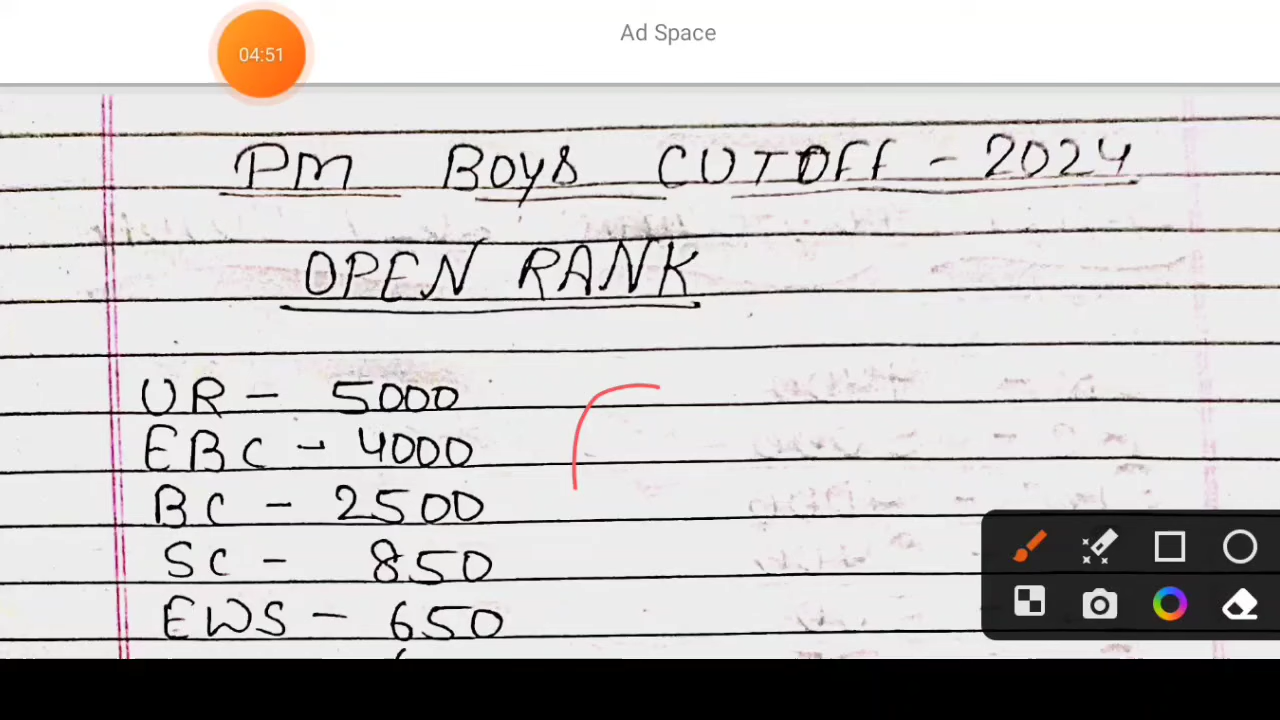 Ad Space
04:51
PM BOYS CUTOFF - 2024
OPEN RANK
UR - 5000
EBC - 4000
BC - 2500
SC - 850
EWS - 650